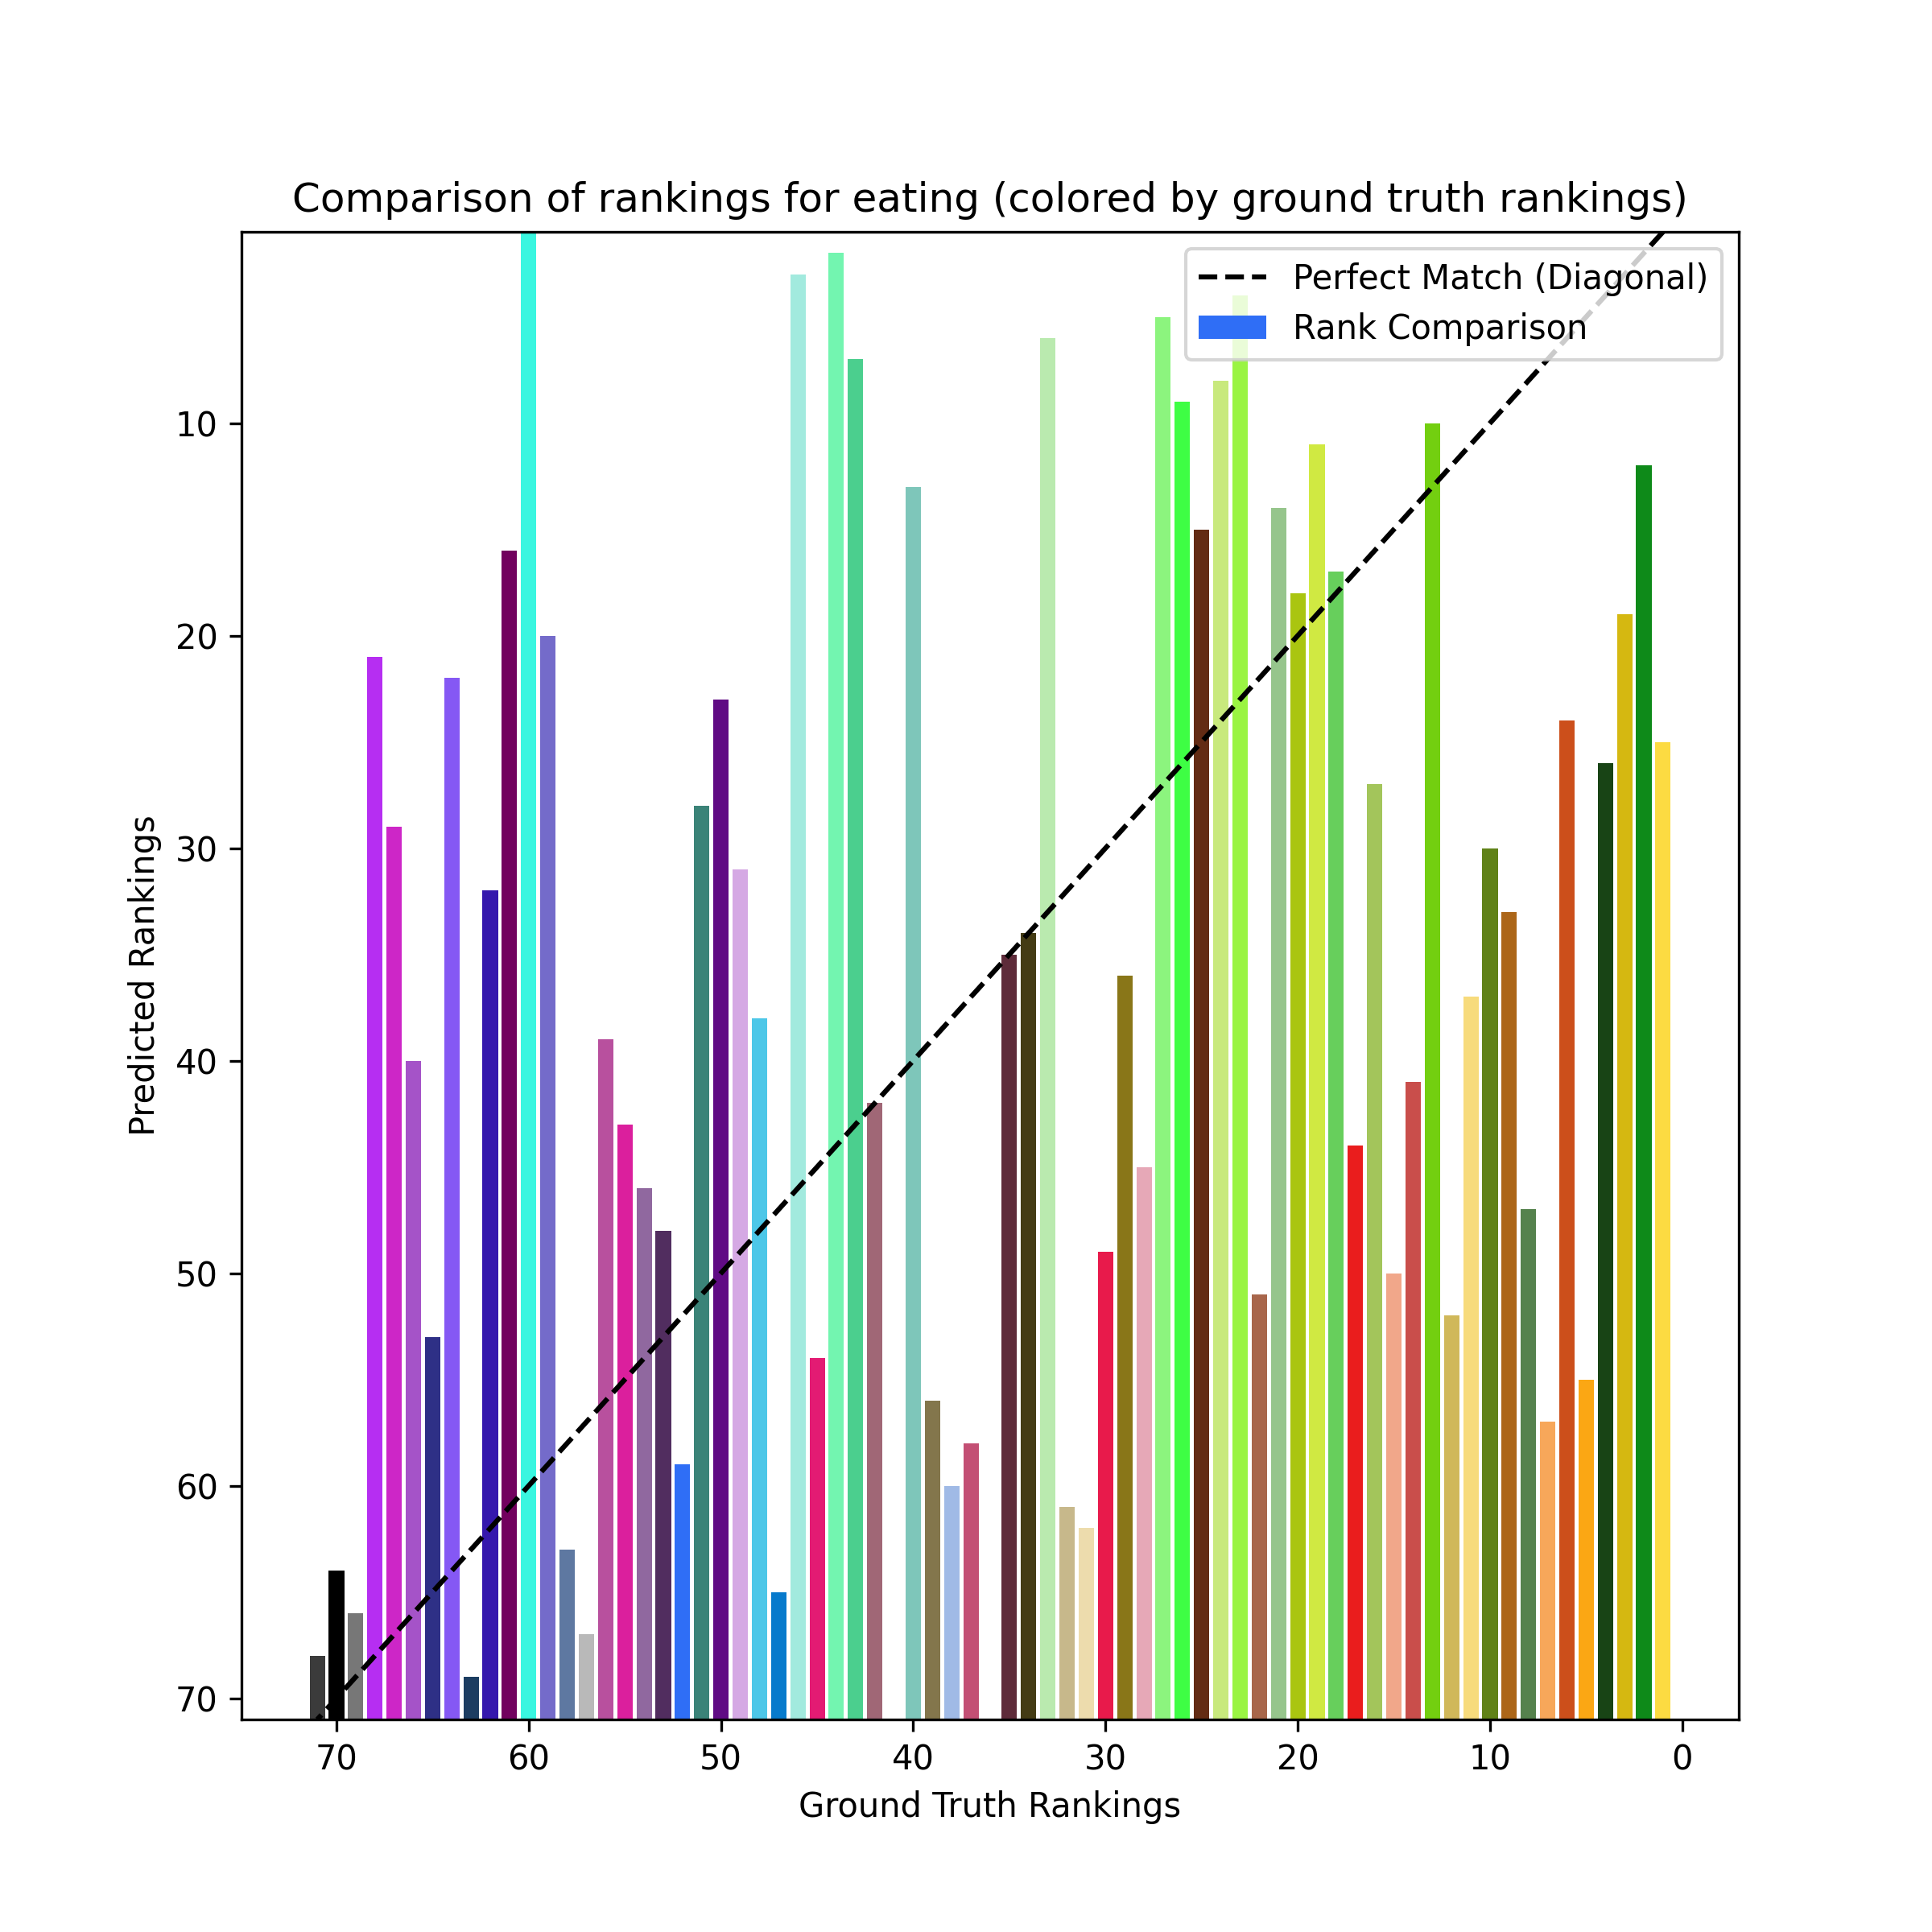 Comparison of rankings for eating (colored by ground truth rankings)
Perfect Match (Diagonal)
Rank Comparison
Predicted Rankings
10
20
30
40
50
60
70
70 60 50 40 30 20 10 0
Ground Truth Rankings